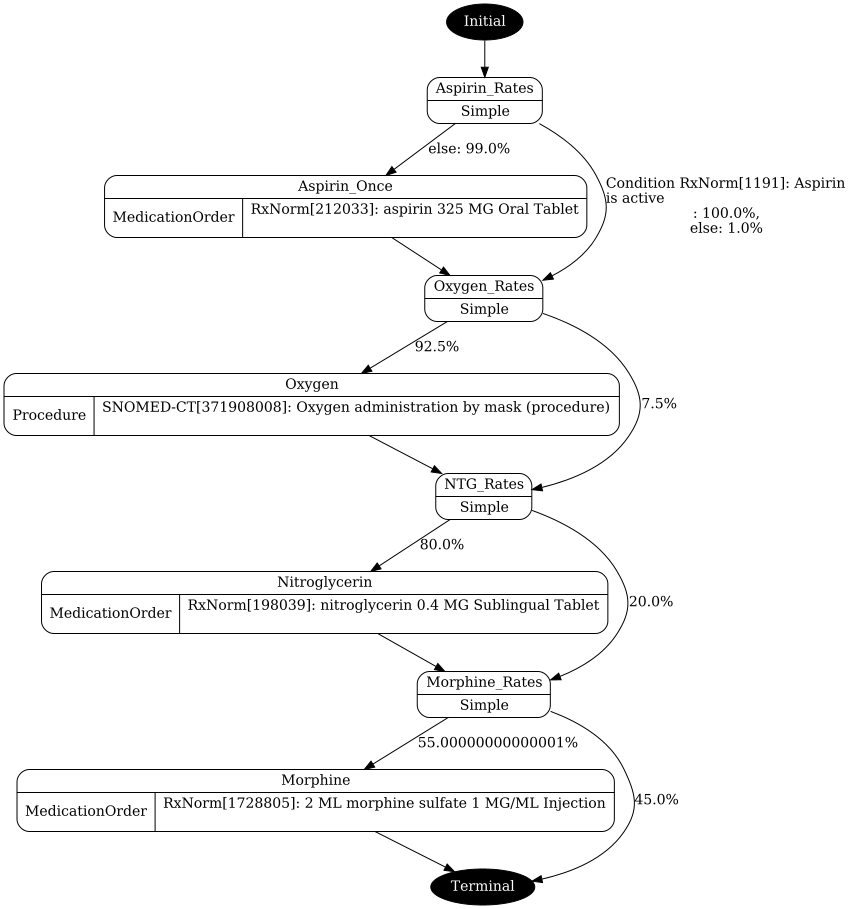 Initial
Aspirin_Rates
Simple
else: 99.0%
Condition RxNorm[1191]: Aspirin
is active
: 100.0%,
else: 1.0%
Aspirin_Once
MedicationOrder
RxNorm[212033]: aspirin 325 MG Oral Tablet
Oxygen_Rates
Simple
92.5%
7.5%
Oxygen
Procedure
SNOMED-CT[371908008]: Oxygen administration by mask (procedure)
NTG_Rates
Simple
80.0%
20.0%
Nitroglycerin
MedicationOrder
RxNorm[198039]: nitroglycerin 0.4 MG Sublingual Tablet
Morphine_Rates
Simple
55.00000000000001%
45.0%
Morphine
MedicationOrder
RxNorm[1728805]: 2 ML morphine sulfate 1 MG/ML Injection
Terminal